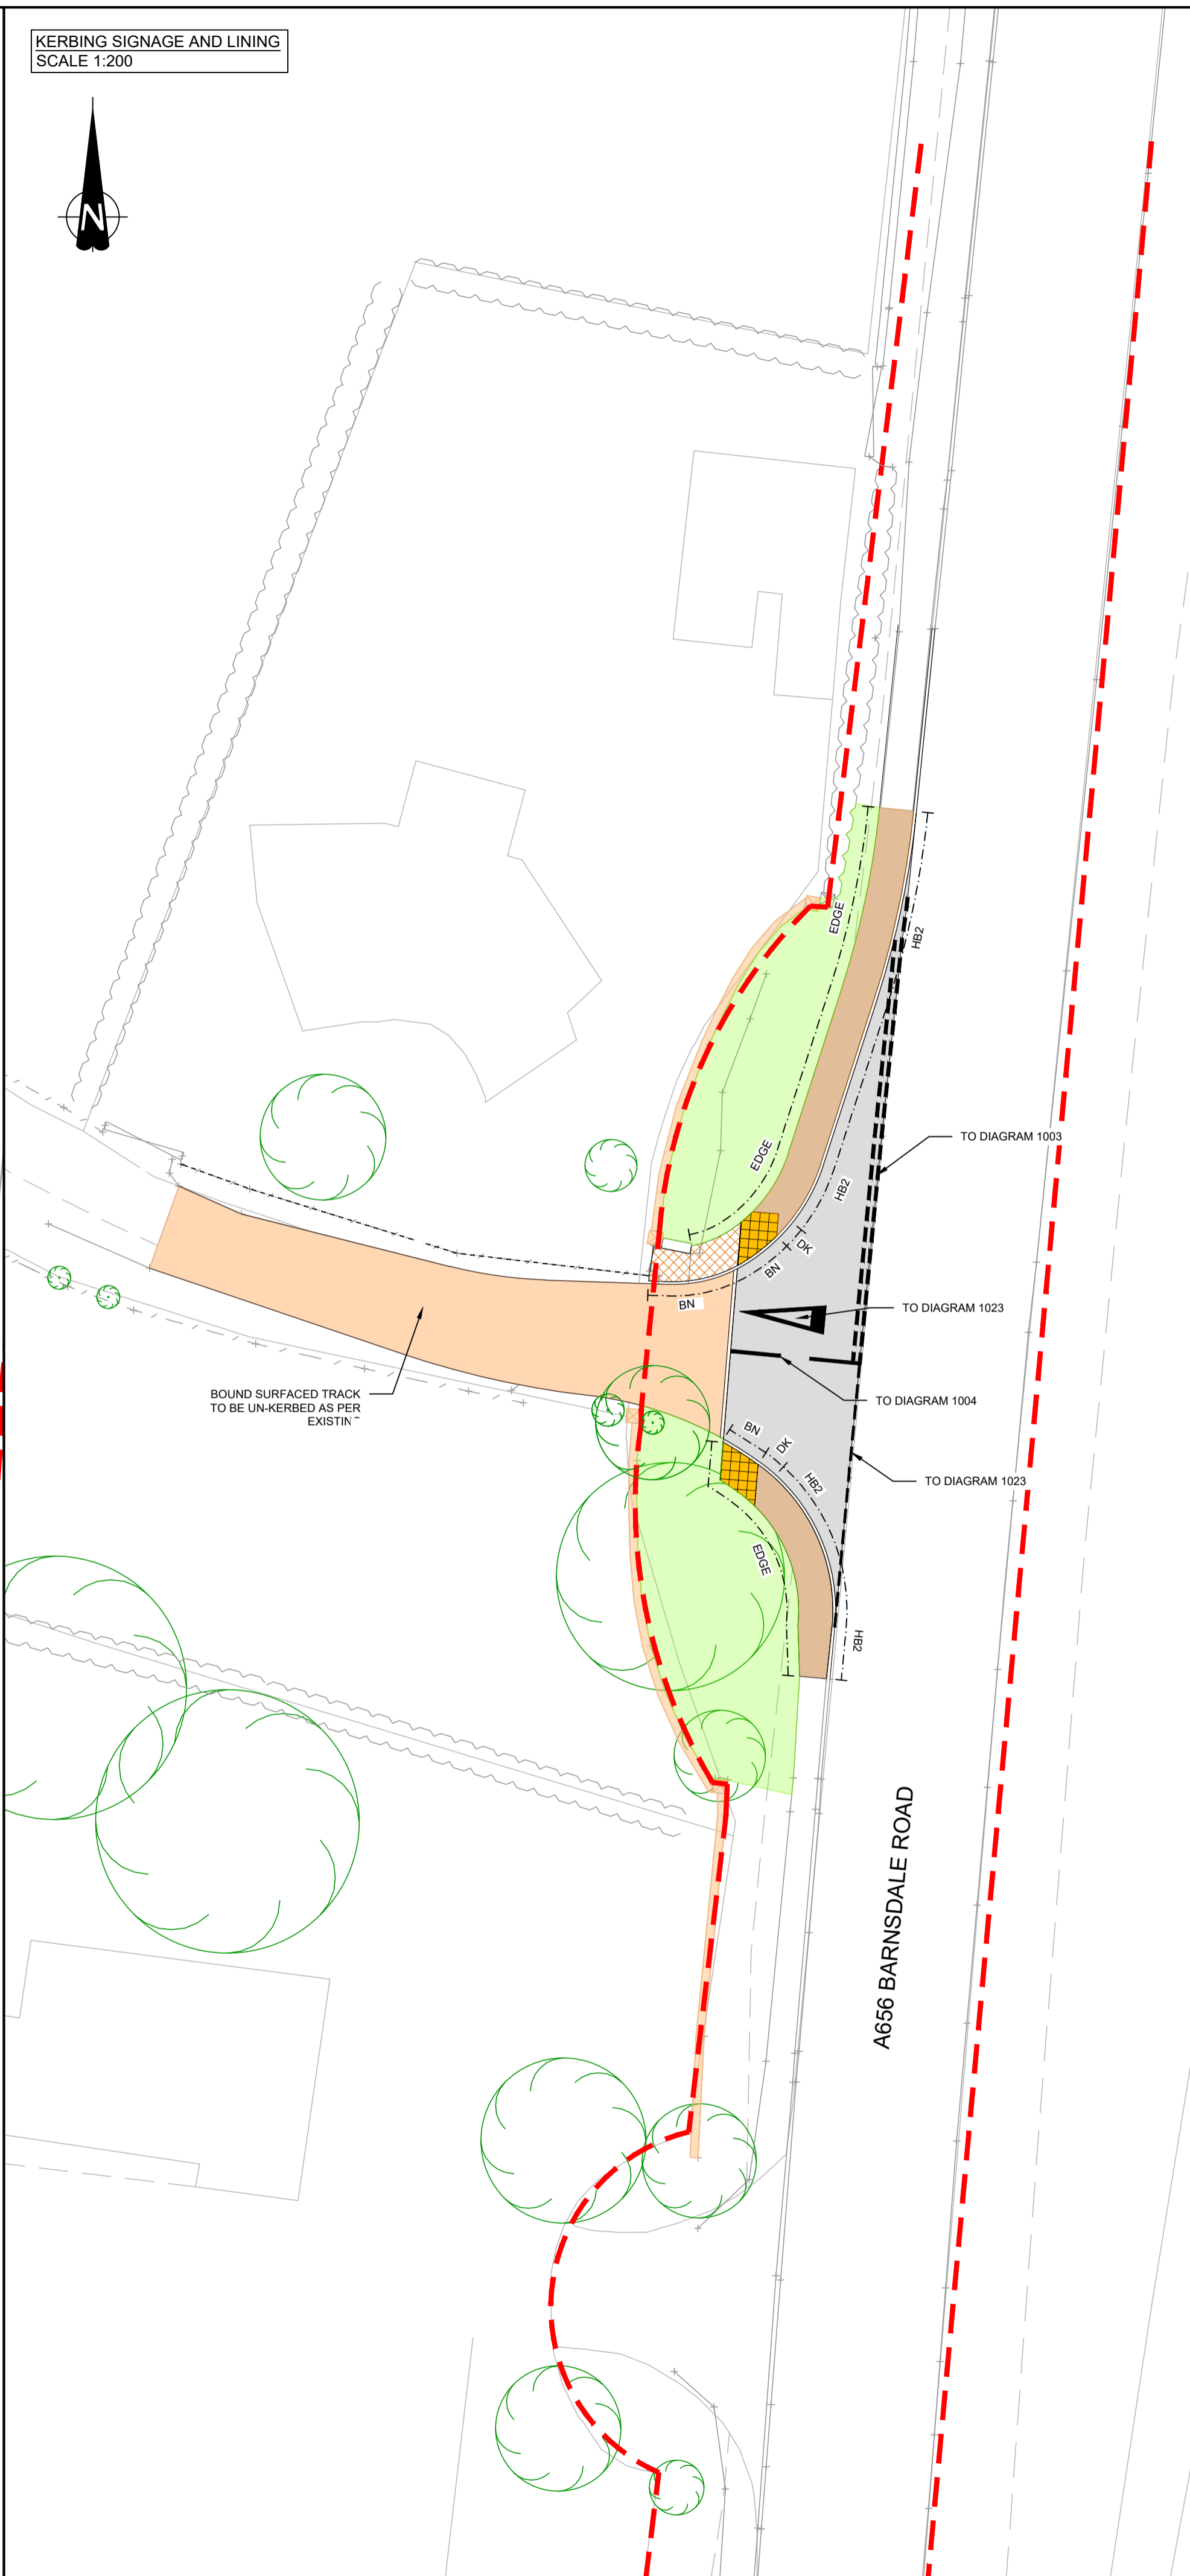 KERBING SIGNAGE AND LINING
SCALE 1:200
N
EDGE
HB2
TO DIAGRAM 1003
EDGE
HB2
DK
BN
BN
TO DIAGRAM 1023
TO DIAGRAM 1004
BOUND SURFACED TRACK
TO BE UN-KERBED AS PER
BN
DK
HB2
TO DIAGRAM 1023
EDGE
HB2
A656 BARNSDALE ROAD